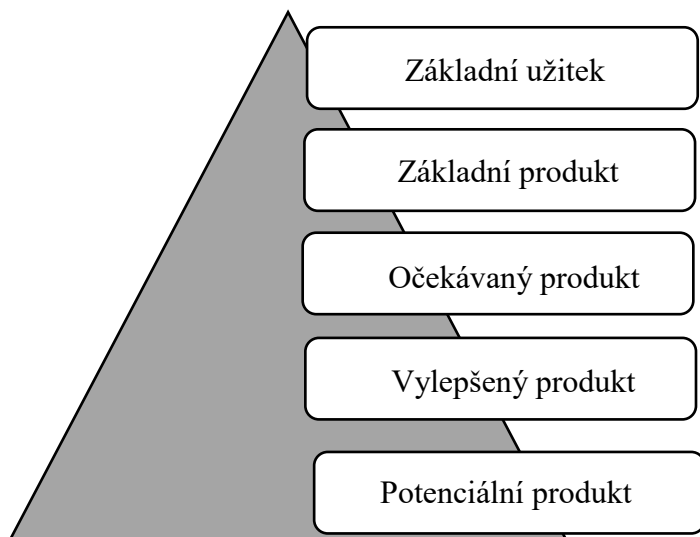 Základní užitek
Základní produkt
Očekávaný produkt
Vylepšený produkt
Potenciální produkt